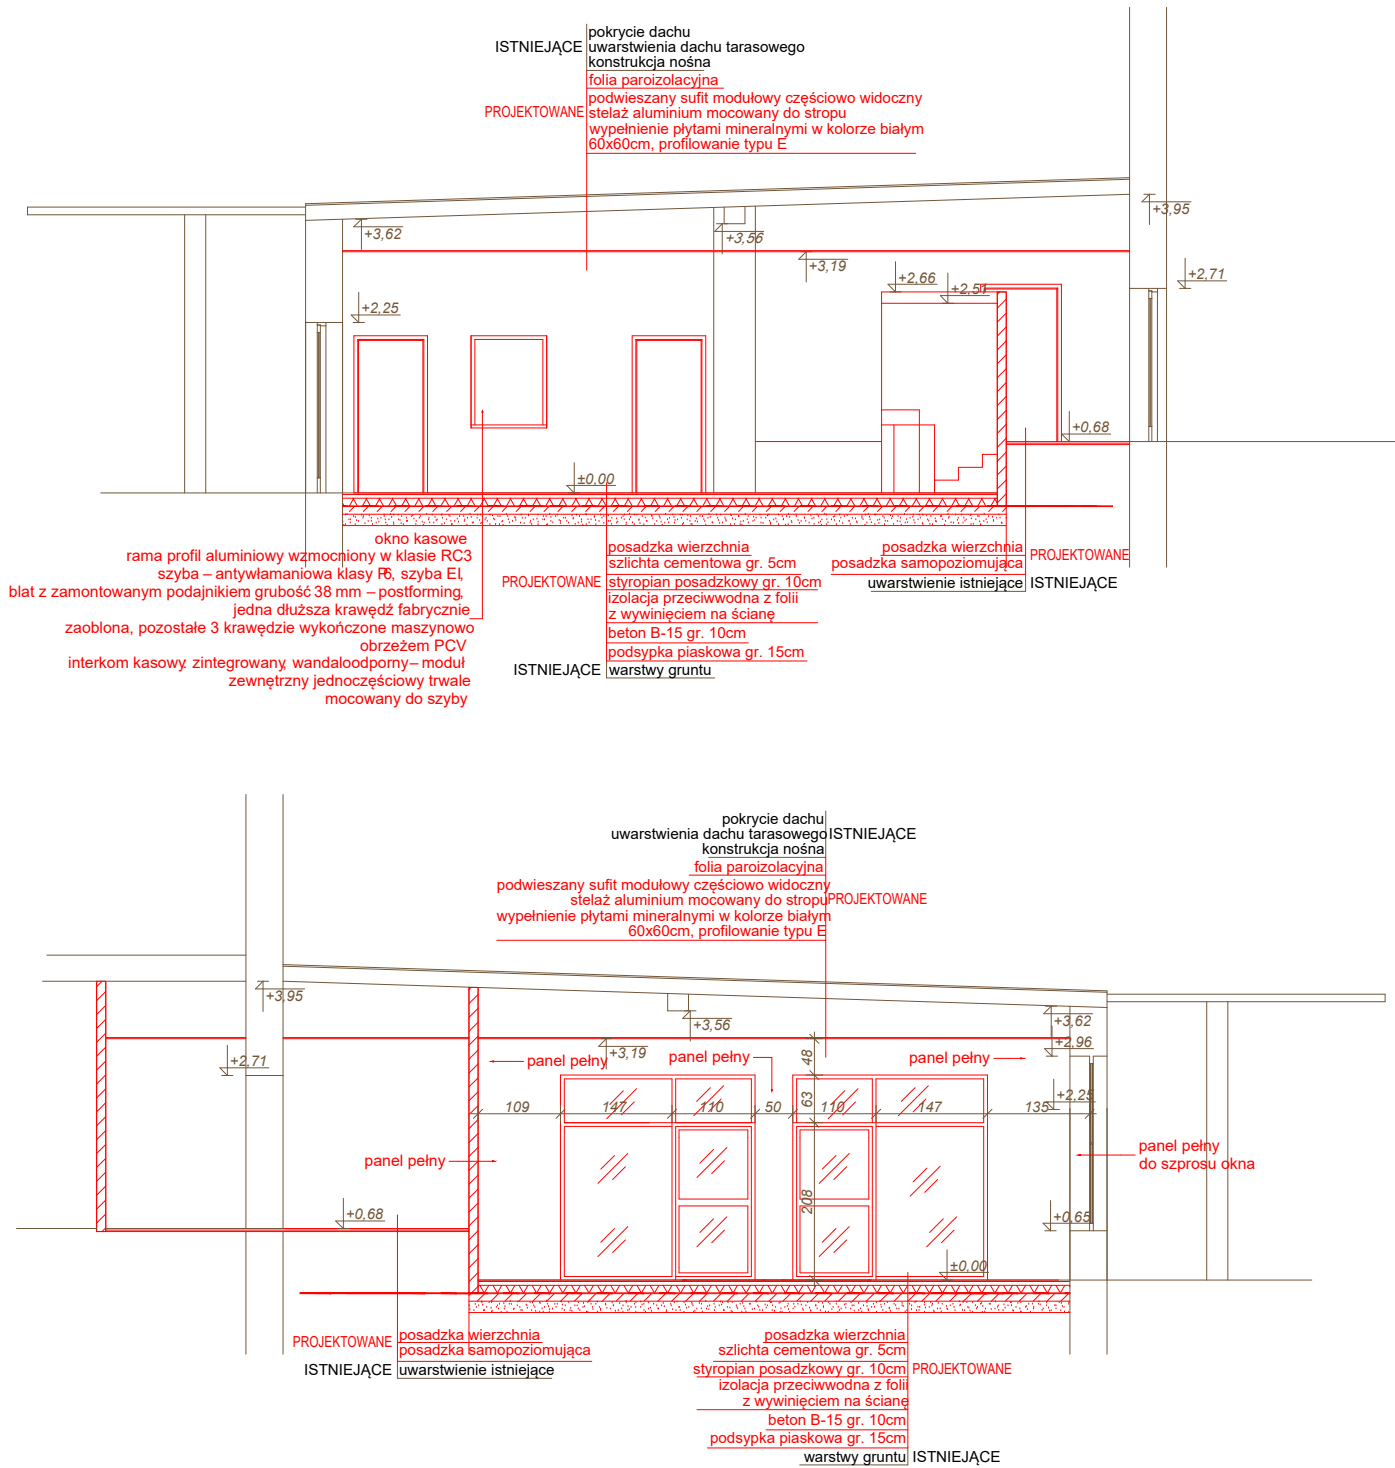 pokrycie dachu
ISTNIEJĄCE uwarstwienia dachu tarasowego
konstrukcja nośna
folia paroizolacyjna
podwieszany sufit modułowy częściowo widoczny
PROJEKTOWANE stelaż aluminium mocowany do stropu
wypełnienie płytami mineralnymi w kolorze białym
60x60cm, profilowanie typu E
+3,62
+3,56
+3,95
+3,19
+2,66
+2,51
+2,71
+2,25
+0,68
±0,00
okno kasowe
rama profil aluminiowy wzmocniony w klasie RC3
szyba – antywłamaniowa klasy P6, szyba EI,
blat z zamontowanym podajnikiem grubość 38 mm – postforming,
jedna dłuższa krawędź fabrycznie
zaoblona, pozostałe 3 krawędzie wykończone maszynowo
obrzeżem PCV
interkom kasowy zintegrowany, wandaloodporny – moduł
zewnętrzny jednoczęściowy trwale
mocowany do szyby
posadzka wierzchnia
szlichta cementowa gr. 5cm
PROJEKTOWANE styropian posadzkowy gr. 10cm
izolacja przeciwwodna z folii
z wywinięciem na ścianę
beton B-15 gr. 10cm
podsypka piaskowa gr. 15cm
ISTNIEJĄCE warstwy gruntu
posadzka wierzchnia PROJEKTOWANE
posadzka samopoziomująca
uwarstwienie istniejące ISTNIEJĄCE
pokrycie dachu
uwarstwienia dachu tarasowego ISTNIEJĄCE
konstrukcja nośna
folia paroizolacyjna
podwieszany sufit modułowy częściowo widoczny
stelaż aluminium mocowany do stropu PROJEKTOWANE
wypełnienie płytami mineralnymi w kolorze białym
60x60cm, profilowanie typu E
+3,95
+3,56
+3,62
+2,71
+3,19
+2,96
panel pełny
panel pełny
panel pełny
48
63
208
+2,25
109 147 110 50 110 147 135
panel pełny
panel pełny
do szprosu okna
+0,68
+0,65
±0,00
PROJEKTOWANE posadzka wierzchnia
posadzka samopoziomująca
ISTNIEJĄCE uwarstwienie istniejące
posadzka wierzchnia
szlichta cementowa gr. 5cm
styropian posadzkowy gr. 10cm PROJEKTOWANE
izolacja przeciwwodna z folii
z wywinięciem na ścianę
beton B-15 gr. 10cm
podsypka piaskowa gr. 15cm
warstwy gruntu ISTNIEJĄCE